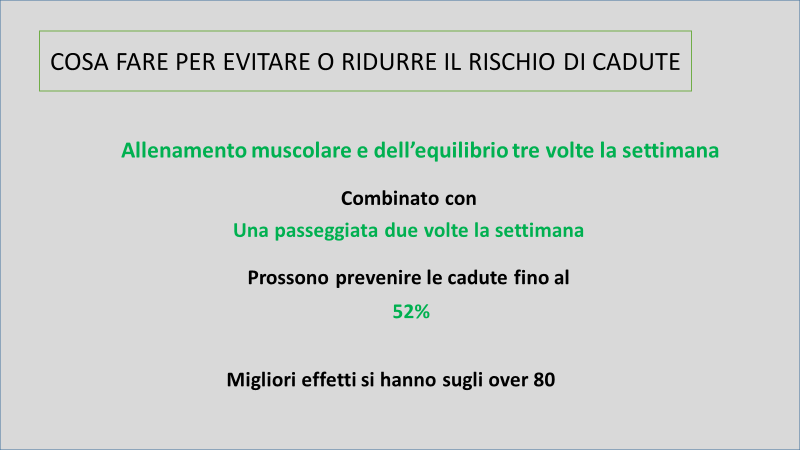 COSA FARE PER EVITARE O RIDURRE IL RISCHIO DI CADUTE
Allenamento muscolare e dell’equilibrio tre volte la settimana
Combinato con
Una passeggiata due volte la settimana
Prossono prevenire le cadute fino al
52%
Migliori effetti si hanno sugli over 80